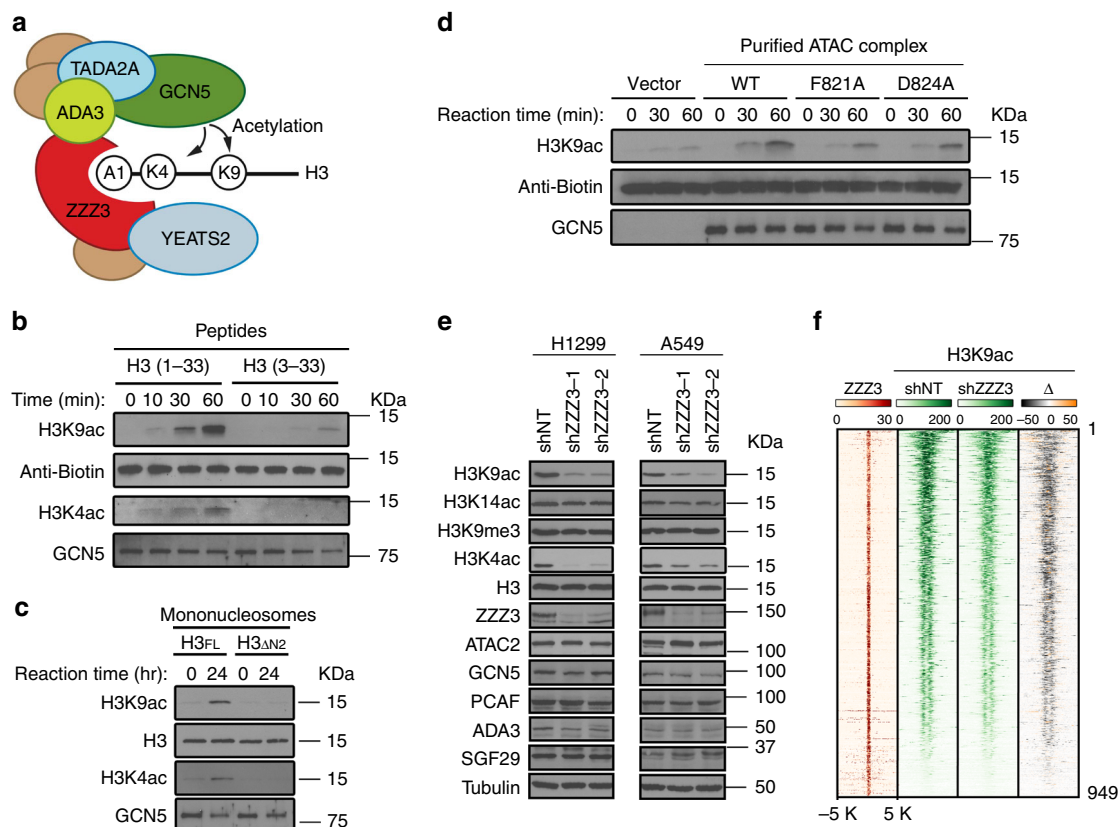 a
TADA2A
GCN5
ADA3
Acetylation
A1 K4 K9 H3
ZZZ3
YEATS2
b
Peptides
H3 (1–33) H3 (3–33)
Time (min): 0 10 30 60 0 10 30 60 KDa
H3K9ac 15
Anti-Biotin 15
H3K4ac 15
GCN5 75
c
Mononucleosomes
H3FL H3ΔN2
Reaction time (hr): 0 24 0 24 KDa
H3K9ac 15
H3 15
H3K4ac 15
GCN5 75
d
Purified ATAC complex
Vector WT F821A D824A
Reaction time (min): 0 30 60 0 30 60 0 30 60 0 30 60 KDa
H3K9ac 15
Anti-Biotin 15
GCN5 75
e
H1299 A549
shNT shZZZ3–1 shZZZ3–2 shNT shZZZ3–1 shZZZ3–2 KDa
H3K9ac 15
H3K14ac 15
H3K9me3 15
H3K4ac 15
H3 15
ZZZ3 150
ATAC2 100
GCN5 100
PCAF 100
ADA3 50
SGF29 37
Tubulin 50
f
H3K9ac
ZZZ3 shNT shZZZ3 Δ
0 30 0 200 0 200 −50 0 50
1
949
−5 K 5 K